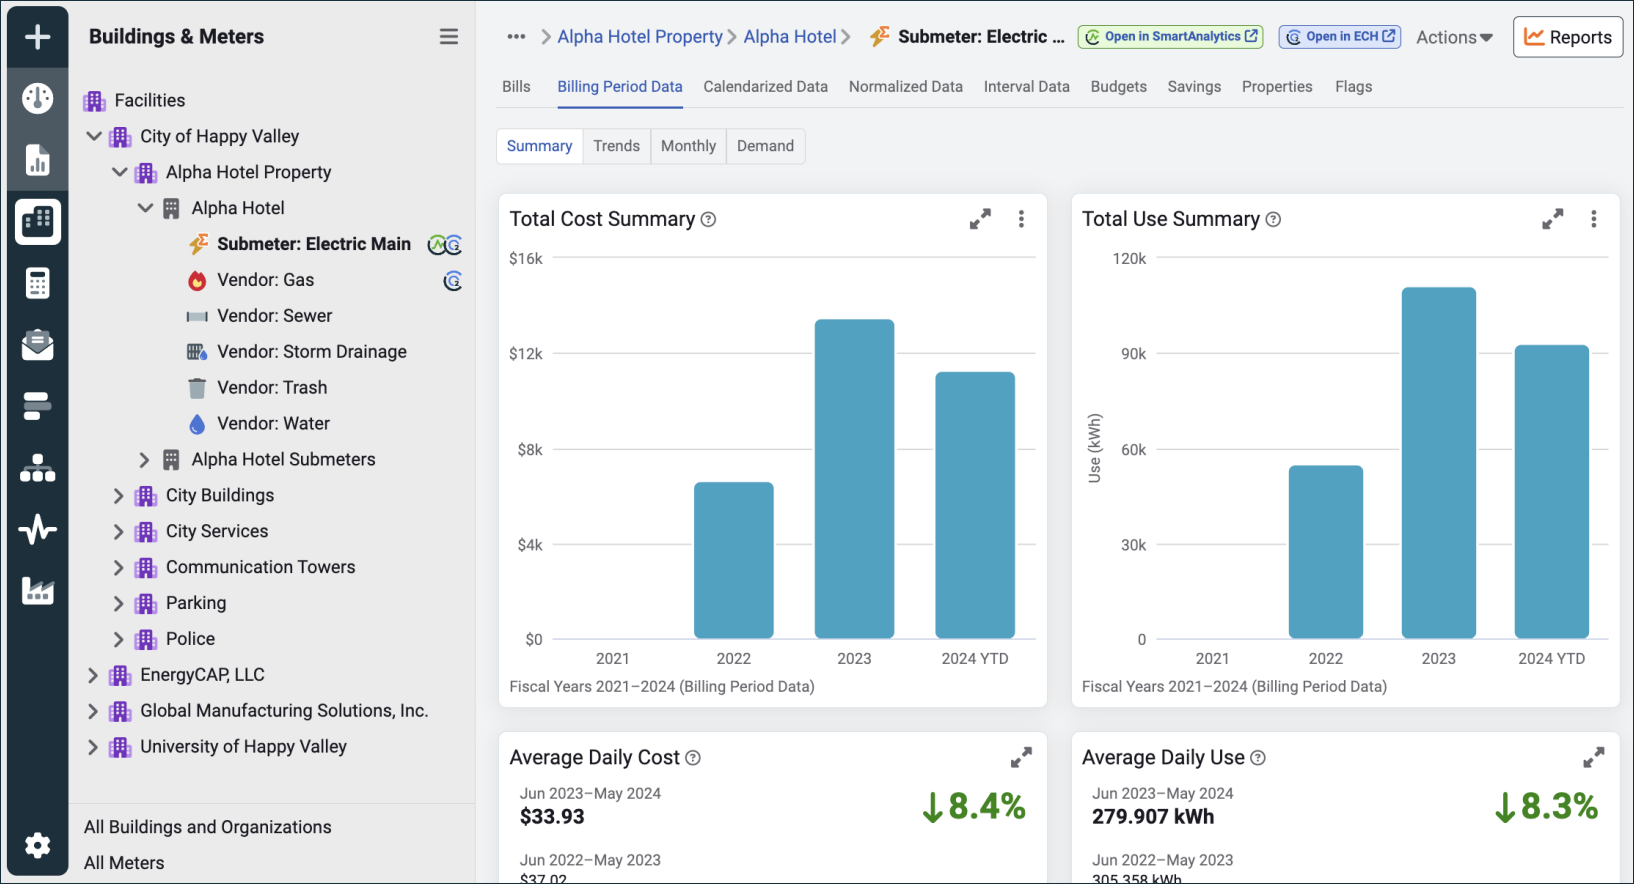 Buildings & Meters
Facilities
City of Happy Valley
Alpha Hotel Property
Alpha Hotel
Submeter: Electric Main
Vendor: Gas
Vendor: Sewer
Vendor: Storm Drainage
Vendor: Trash
Vendor: Water
Alpha Hotel Submeters
City Buildings
City Services
Communication Towers
Parking
Police
EnergyCAP, LLC
Global Manufacturing Solutions, Inc.
University of Happy Valley
All Buildings and Organizations
All Meters
••• Alpha Hotel Property Alpha Hotel Submeter: Electric ... Open in SmartAnalytics Open in ECH Actions Reports
Bills Billing Period Data Calendarized Data Normalized Data Interval Data Budgets Savings Properties Flags
Summary Trends Monthly Demand
Total Cost Summary
$16k
$12k
$8k
$4k
$0
2021 2022 2023 2024 YTD
Fiscal Years 2021–2024 (Billing Period Data)
Total Use Summary
Use (kWh)
120k
90k
60k
30k
0
2021 2022 2023 2024 YTD
Fiscal Years 2021–2024 (Billing Period Data)
Average Daily Cost
Jun 2023–May 2024
$33.93
↓8.4%
Jun 2022–May 2023
$37.02
Average Daily Use
Jun 2023–May 2024
279.907 kWh
↓8.3%
Jun 2022–May 2023
305.358 kWh